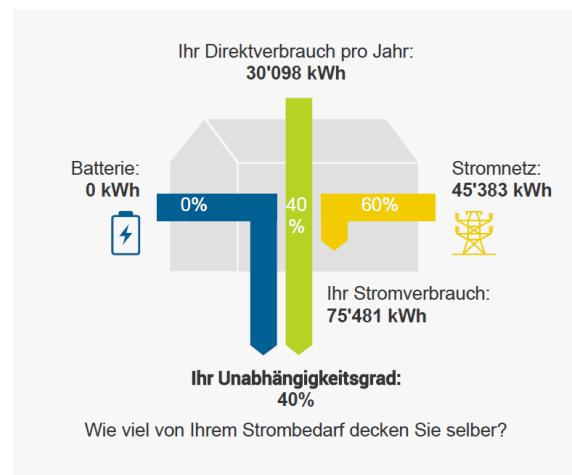 Ihr Direktverbrauch pro Jahr:
30'098 kWh
Batterie:
0 kWh
0%
40
%
60%
Stromnetz:
45'383 kWh
Ihr Stromverbrauch:
75'481 kWh
Ihr Unabhängigkeitsgrad:
40%
Wie viel von Ihrem Strombedarf decken Sie selber?